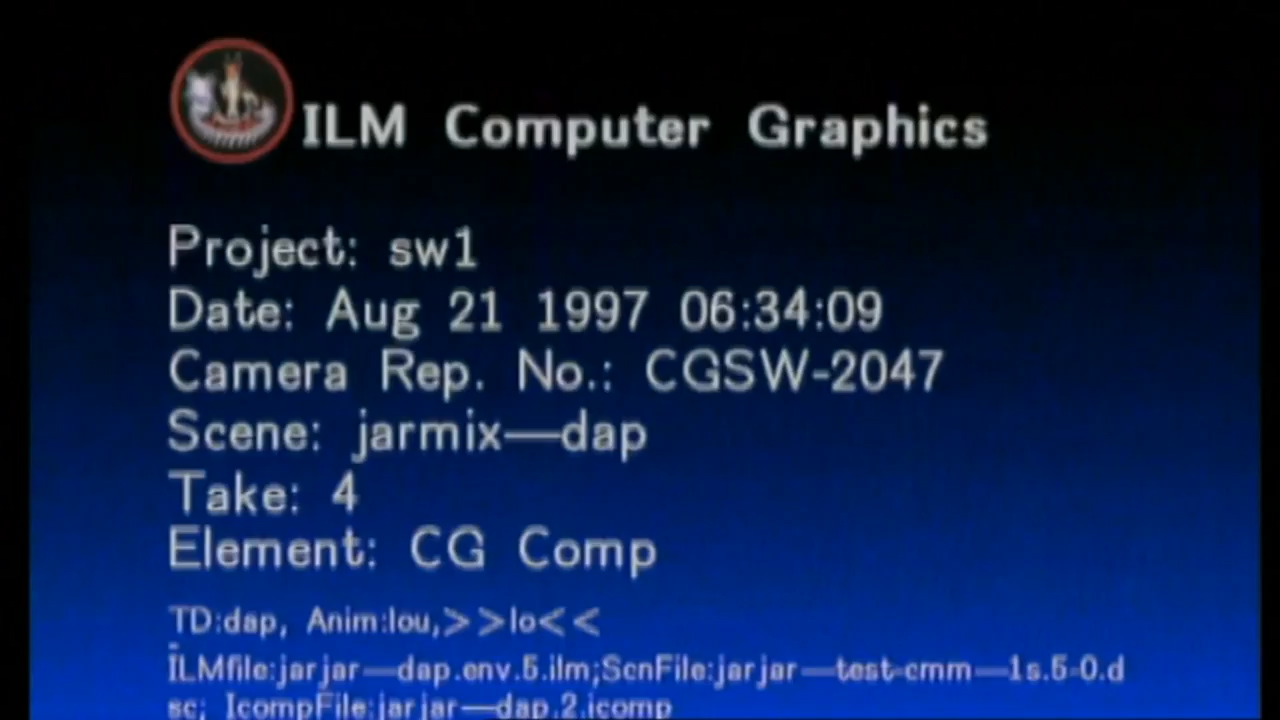 ILM Computer Graphics
Project: sw1
Date: Aug 21 1997 06:34:09
Camera Rep. No.: CGSW-2047
Scene: jarmix—dap
Take: 4
Element: CG Comp
TD:dap, Anim:lou,>>lo<<
ILMfile:jarjar—dap.env.5.ilm;ScnFile:jarjar—test-cmm—1s.5-0.d
sc; IcompFile:jarjar—dap.2.icomp